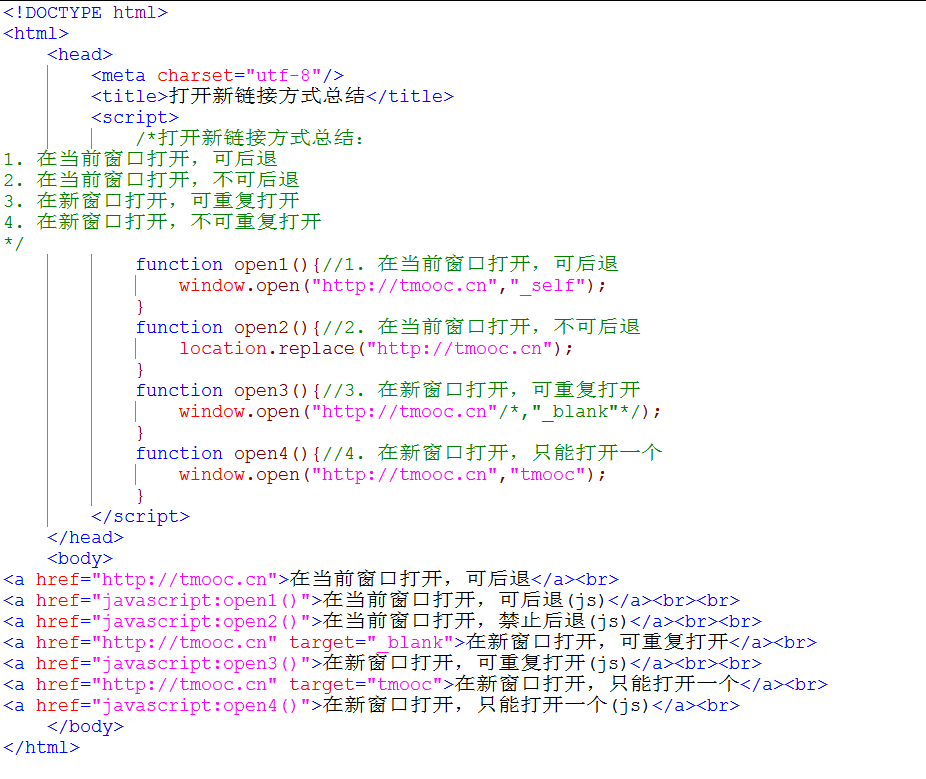 <!DOCTYPE html>
<html>
    <head>
        <meta charset="utf-8"/>
        <title>打开新链接方式总结</title>
        <script>
            /*打开新链接方式总结:
1. 在当前窗口打开，可后退
2. 在当前窗口打开，不可后退
3. 在新窗口打开，可重复打开
4. 在新窗口打开，不可重复打开
*/
            function open1(){//1. 在当前窗口打开，可后退
                window.open("http://tmooc.cn","_self");
            }
            function open2(){//2. 在当前窗口打开，不可后退
                location.replace("http://tmooc.cn");
            }
            function open3(){//3. 在新窗口打开，可重复打开
                window.open("http://tmooc.cn"/*,"_blank"*/);
            }
            function open4(){//4. 在新窗口打开，只能打开一个
                window.open("http://tmooc.cn","tmooc");
            }
        </script>
    </head>
    <body>
<a href="http://tmooc.cn">在当前窗口打开，可后退</a><br>
<a href="javascript:open1()">在当前窗口打开，可后退(js)</a><br><br>
<a href="javascript:open2()">在当前窗口打开，禁止后退(js)</a><br><br>
<a href="http://tmooc.cn" target="_blank">在新窗口打开，可重复打开</a><br>
<a href="javascript:open3()">在新窗口打开，可重复打开(js)</a><br><br>
<a href="http://tmooc.cn" target="tmooc">在新窗口打开，只能打开一个</a><br>
<a href="javascript:open4()">在新窗口打开，只能打开一个(js)</a><br>
    </body>
</html>